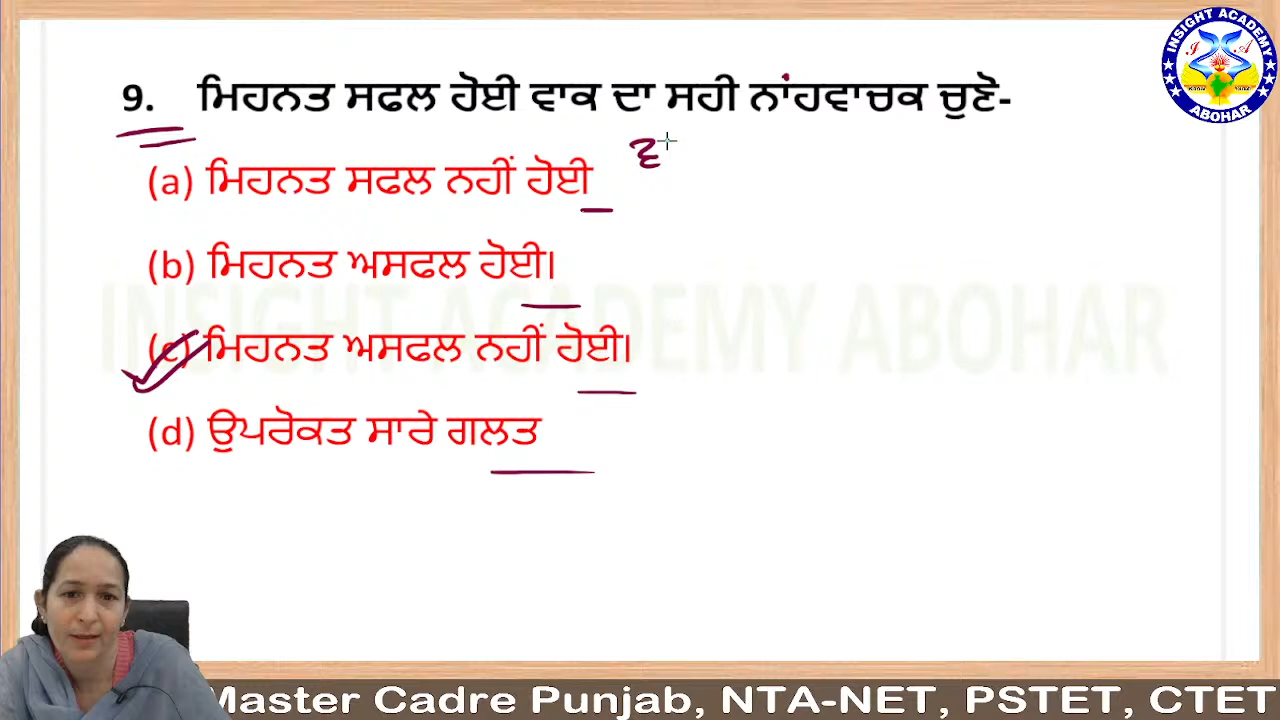 INSIGHT ACADEMY
I A
ABOHAR
9. ਮਿਹਨਤ ਸਫਲ ਹੋਈ ਵਾਕ ਦਾ ਸਹੀ ਨਾਂਹਵਾਚਕ ਚੁਣੋ-
(a) ਮਿਹਨਤ ਸਫਲ ਨਹੀਂ ਹੋਈ
(b) ਮਿਹਨਤ ਅਸਫਲ ਹੋਈ।
INSIGHT ACADEMY ABOHAR
(c) ਮਿਹਨਤ ਅਸਫਲ ਨਹੀਂ ਹੋਈ।
(d) ਉਪਰੋਕਤ ਸਾਰੇ ਗਲਤ
Master Cadre Punjab, NTA-NET, PSTET, CTET